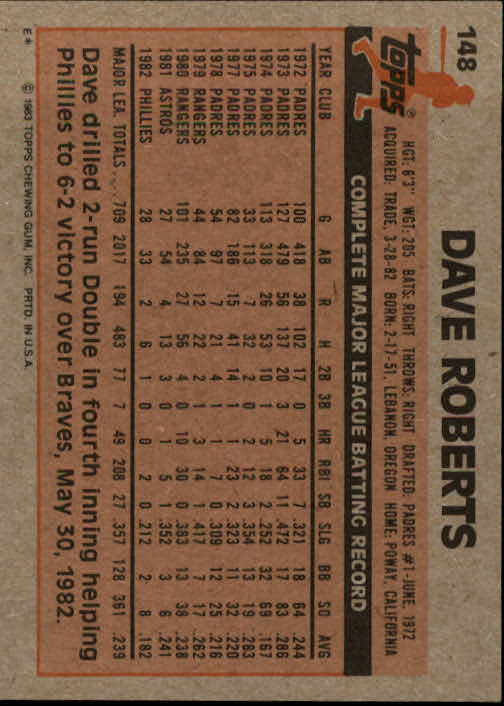 148
topps®
DAVE ROBERTS
HGT: 6'3" WGT: 205 BATS: RIGHT THROWS: RIGHT DRAFTED: PADRES #1-JUNE, 1972
ACQUIRED: TRADE, 3-28-82 BORN: 2-17-51, LEBANON, OREGON HOME: POWAY, CALIFORNIA
COMPLETE MAJOR LEAGUE BATTING RECORD
YEAR CLUB G AB R H 2B 3B HR RBI SB SLG BB SO AVG
1972 PADRES 100 418 38 102 17 0 5 33 7 .321 18 64 .244
1973 PADRES 127 479 56 137 20 3 21 64 11 .472 17 83 .286
1974 PADRES 113 318 26 53 10 1 5 18 2 .252 32 69 .167
1975 PADRES 33 113 7 32 2 0 2 12 3 .354 13 19 .283
1977 PADRES 82 186 15 41 14 1 1 23 2 .323 11 32 .220
1978 PADRES 54 97 7 21 4 1 1 7 0 .309 12 25 .216
1979 RANGERS 44 84 12 22 2 1 3 14 1 .417 7 17 .262
1980 RANGERS 101 235 27 56 4 0 10 30 0 .383 13 38 .238
1981 ASTROS 27 54 4 13 3 0 1 5 1 .352 3 6 .241
1982 PHILLIES 28 33 2 6 1 0 0 2 0 .212 2 8 .182
MAJOR LEA. TOTALS ... 709 2017 194 483 77 7 49 208 27 .357 128 361 .239
Dave drilled 2-run Double in fourth inning helping
Phillies to 6-2 victory over Braves, May 30, 1982.
E* © 1983 TOPPS CHEWING GUM, INC. PRTD. IN U.S.A.